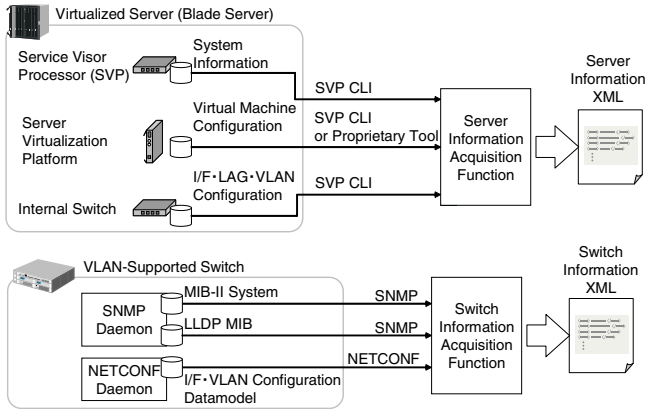 Virtualized Server (Blade Server)
Service Visor
Processor (SVP)
System
Information
SVP CLI
Server
Virtualization
Platform
Virtual Machine
Configuration
SVP CLI
or Proprietary Tool
Internal Switch
I/F・LAG・VLAN
Configuration
SVP CLI
Server
Information
Acquisition
Function
Server
Information
XML
VLAN-Supported Switch
SNMP
Daemon
MIB-II System
SNMP
LLDP MIB
SNMP
NETCONF
Daemon
NETCONF
I/F・VLAN Configuration
Datamodel
Switch
Information
Acquisition
Function
Switch
Information
XML